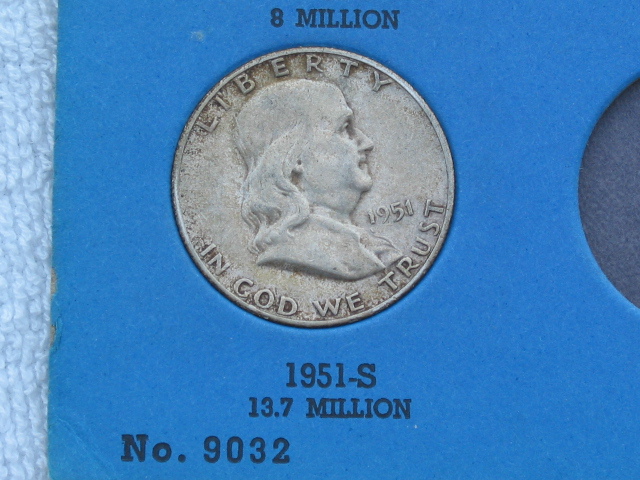 8 MILLION
LIBERTY
1951
IN GOD WE TRUST
1951-S
13.7 MILLION
No. 9032